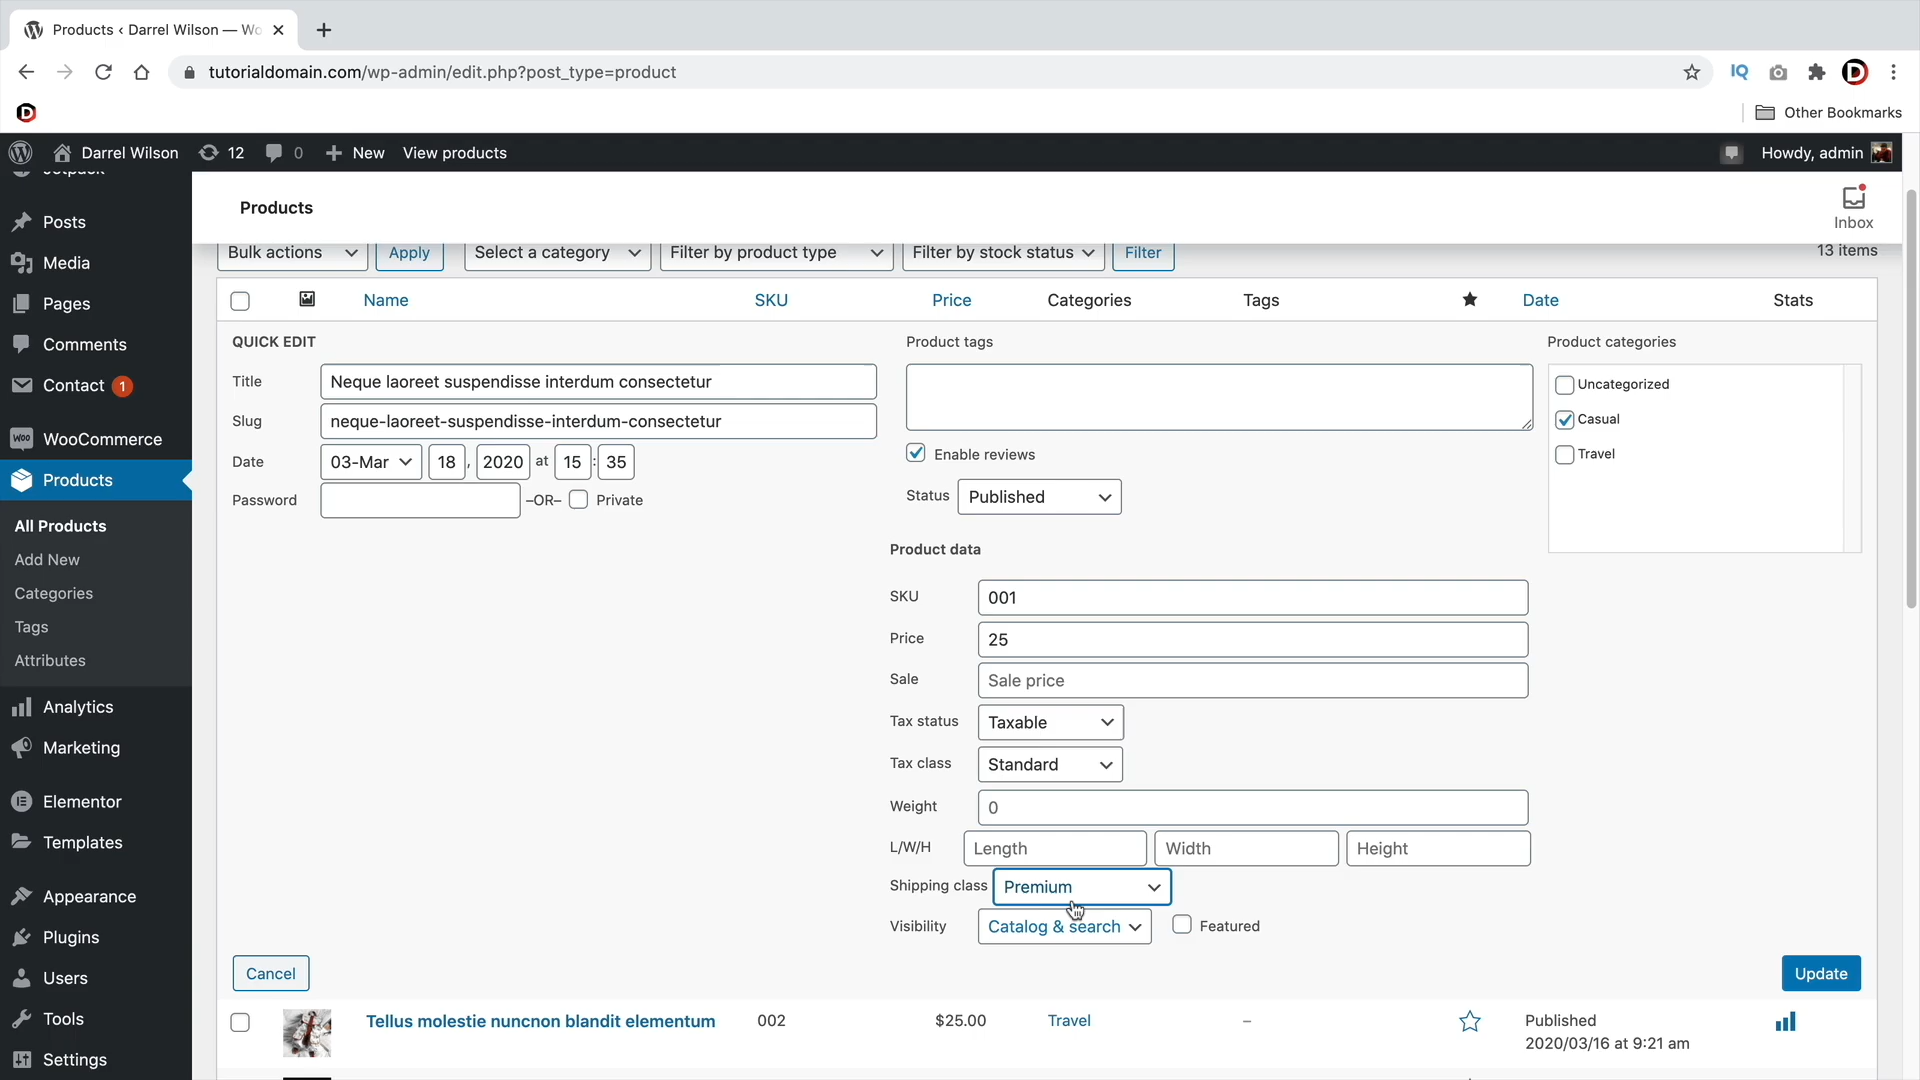 Products ‹ Darrel Wilson — Wo
tutorialdomain.com/wp-admin/edit.php?post_type=product
IQ
D
D
Other Bookmarks
Darrel Wilson 12 0 New View products
Howdy, admin
Jetpack
Posts
Media
Pages
Comments
Contact 1
Woo WooCommerce
Products
All Products
Add New
Categories
Tags
Attributes
Analytics
Marketing
Elementor
Templates
Appearance
Plugins
Users
Tools
Settings
Products
Inbox
Bulk actions Apply Select a category Filter by product type Filter by stock status Filter 13 items
Name SKU Price Categories Tags Date Stats
QUICK EDIT
Title Neque laoreet suspendisse interdum consectetur
Slug neque-laoreet-suspendisse-interdum-consectetur
Date 03-Mar 18 , 2020 at 15 : 35
Password –OR– Private
Product tags
Enable reviews
Status Published
Product data
SKU 001
Price 25
Sale Sale price
Tax status Taxable
Tax class Standard
Weight 0
L/W/H Length Width Height
Shipping class Premium
Visibility Catalog & search Featured
Product categories
Uncategorized
Casual
Travel
Cancel Update
Tellus molestie nuncnon blandit elementum 002 $25.00 Travel – Published
2020/03/16 at 9:21 am